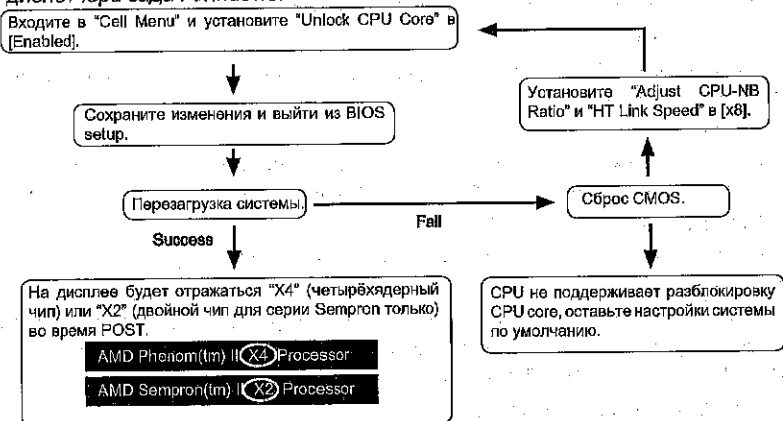 Входите в "Cell Menu" и установите "Unlock CPU Core" в
[Enabled].
Установите "Adjust CPU-NB
Ratio" и "HT Link Speed" в [x8].
Сохраните изменения и выйти из BIOS
setup.
Перезагрузка системы.
Fail
Сброс CMOS.
Success
На дисплее будет отражаться "X4" (четырёхядерный
чип) или "X2" (двойной чип для серии Sempron только)
во время POST.
AMD Phenom(tm) II X4 Processor
AMD Sempron(tm) II X2 Processor
CPU не поддерживает разблокировку
CPU core, оставьте настройки системы
по умолчанию.